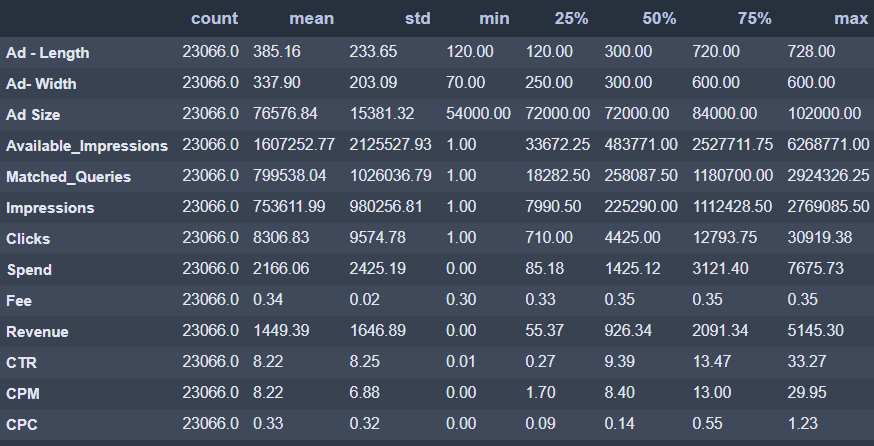 count mean std min 25% 50% 75% max
Ad - Length 23066.0 385.16 233.65 120.00 120.00 300.00 720.00 728.00
Ad- Width 23066.0 337.90 203.09 70.00 250.00 300.00 600.00 600.00
Ad Size 23066.0 76576.84 15381.32 54000.00 72000.00 72000.00 84000.00 102000.00
Available_Impressions 23066.0 1607252.77 2125527.93 1.00 33672.25 483771.00 2527711.75 6268771.00
Matched_Queries 23066.0 799538.04 1026036.79 1.00 18282.50 258087.50 1180700.00 2924326.25
Impressions 23066.0 753611.99 980256.81 1.00 7990.50 225290.00 1112428.50 2769085.50
Clicks 23066.0 8306.83 9574.78 1.00 710.00 4425.00 12793.75 30919.38
Spend 23066.0 2166.06 2425.19 0.00 85.18 1425.12 3121.40 7675.73
Fee 23066.0 0.34 0.02 0.30 0.33 0.35 0.35 0.35
Revenue 23066.0 1449.39 1646.89 0.00 55.37 926.34 2091.34 5145.30
CTR 23066.0 8.22 8.25 0.01 0.27 9.39 13.47 33.27
CPM 23066.0 8.22 6.88 0.00 1.70 8.40 13.00 29.95
CPC 23066.0 0.33 0.32 0.00 0.09 0.14 0.55 1.23